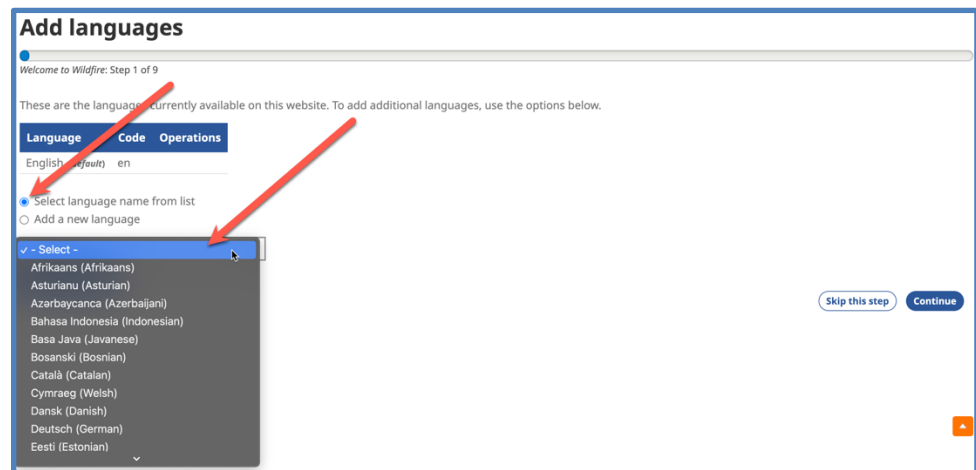 Add languages
Welcome to Wildfire: Step 1 of 9
These are the languages currently available on this website. To add additional languages, use the options below.
Language Code Operations
English (default) en
Select language name from list
Add a new language
✓ - Select -
Afrikaans (Afrikaans)
Asturianu (Asturian)
Azərbaycanca (Azerbaijani)
Bahasa Indonesia (Indonesian)
Skip this step Continue
Basa Java (Javanese)
Bosanski (Bosnian)
Català (Catalan)
Cymraeg (Welsh)
Dansk (Danish)
Deutsch (German)
Eesti (Estonian)